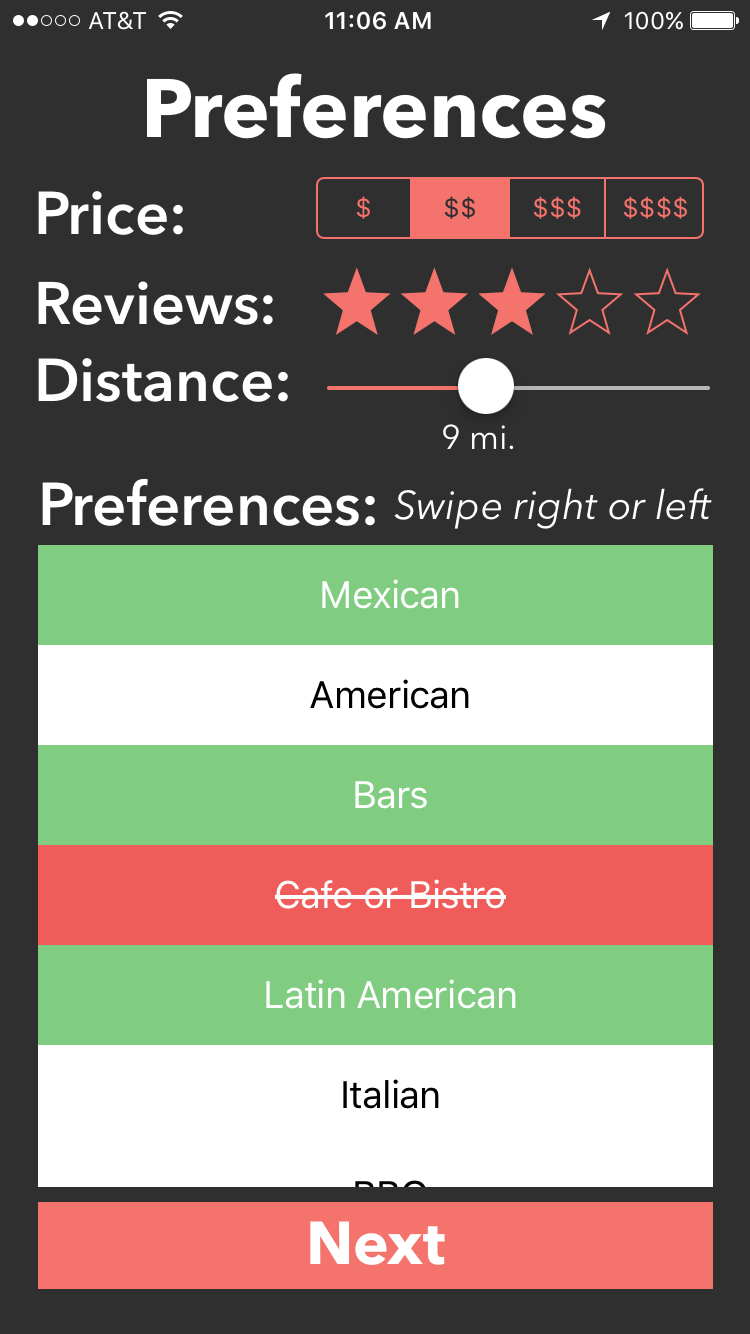 AT&T 11:06 AM 100%
Preferences
Price: $ $$ $$$ $$$$
Reviews:
Distance:
9 mi.
Preferences: Swipe right or left
Mexican
American
Bars
Cafe or Bistro
Latin American
Italian
Next